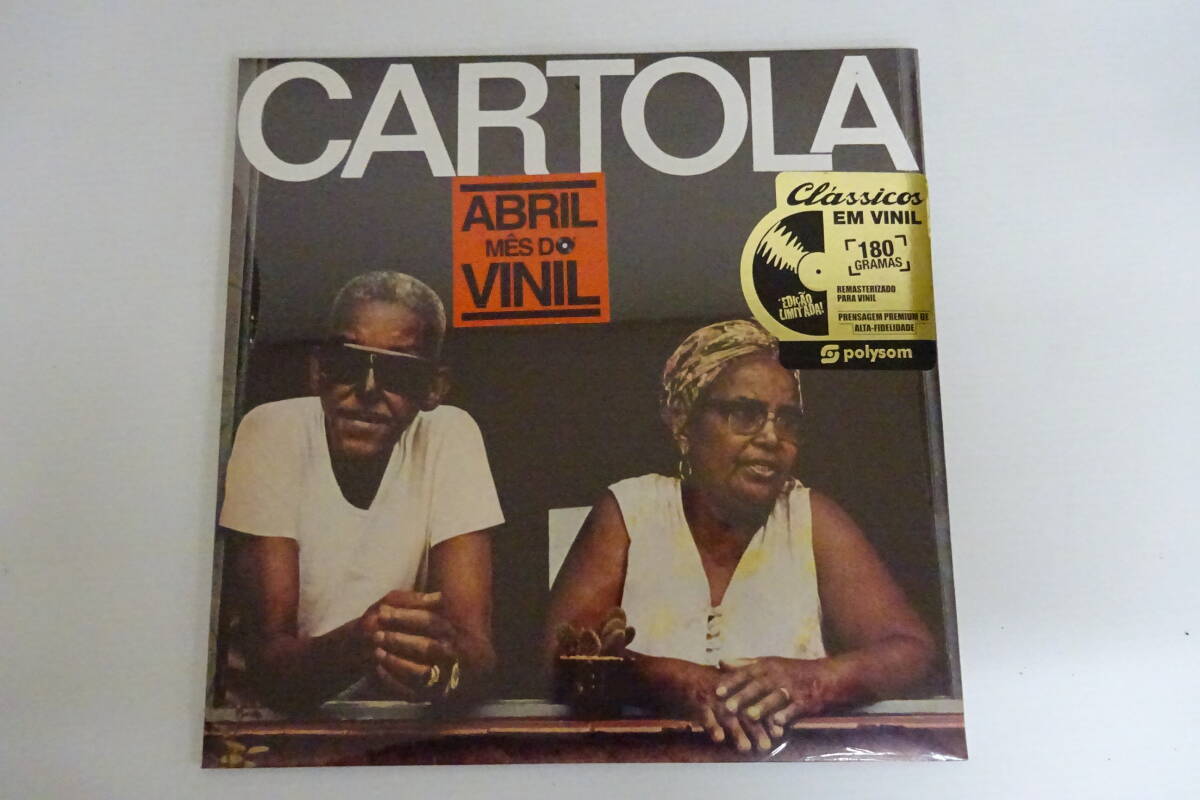 CARTOLA
ABRIL
MÊS DO
VINIL
Clássicos
EM VINIL
180
GRAMAS
REMASTERIZADO
PARA VINIL
EDIÇÃO
LIMITADA!
PRENSAGEM PREMIUM DE
ALTA-FIDELIDADE
polysom